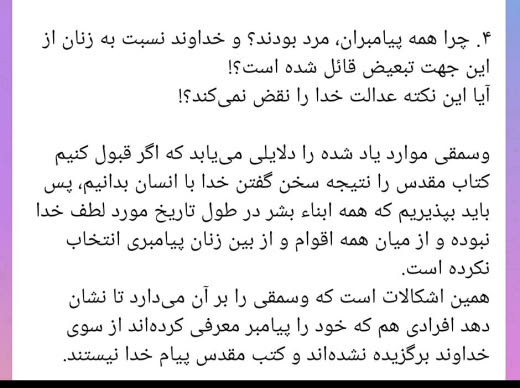 ۴. چرا همه پیامبران، مرد بودند؟ و خداوند نسبت به زنان از
این جهت تبعیض قائل شده است؟!
آیا این نکته عدالت خدا را نقض نمی‌کند؟!
وسمقی موارد یاد شده را دلایلی می‌یابد که اگر قبول کنیم
کتاب مقدس را نتیجه سخن گفتن خدا با انسان بدانیم، پس
باید بپذیریم که همه ابناء بشر در طول تاریخ مورد لطف خدا
نبوده و از میان همه اقوام و از بین زنان پیامبری انتخاب
نکرده است.
همین اشکالات است که وسمقی را بر آن می‌دارد تا نشان
دهد افرادی هم که خود را پیامبر معرفی کرده‌اند از سوی
خداوند برگزیده نشده‌اند و کتب مقدس پیام خدا نیستند.